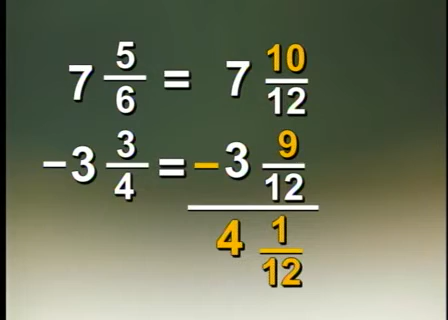 7 5/6 = 7 10/12
-3 3/4 = -3 9/12
4 1/12